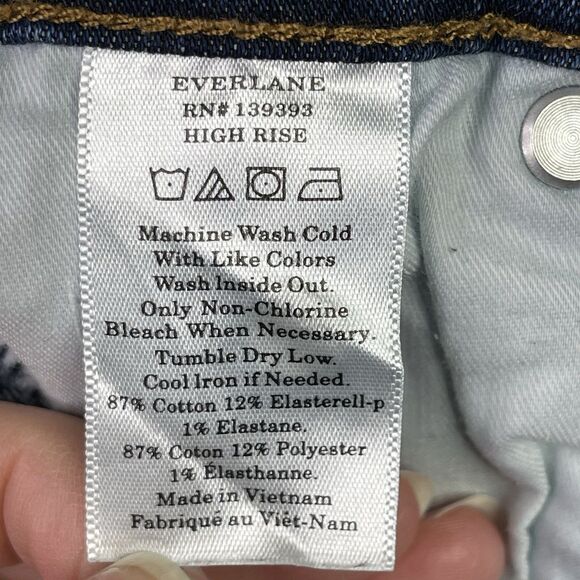 EVERLANE
RN# 139393
HIGH RISE
Machine Wash Cold
With Like Colors
Wash Inside Out.
Only Non-Chlorine
Bleach When Necessary.
Tumble Dry Low.
Cool Iron if Needed.
87% Cotton 12% Elasterell-p
1% Elastane.
87% Coton 12% Polyester
1% Élasthanne.
Made in Vietnam
Fabriqué au Viêt-Nam